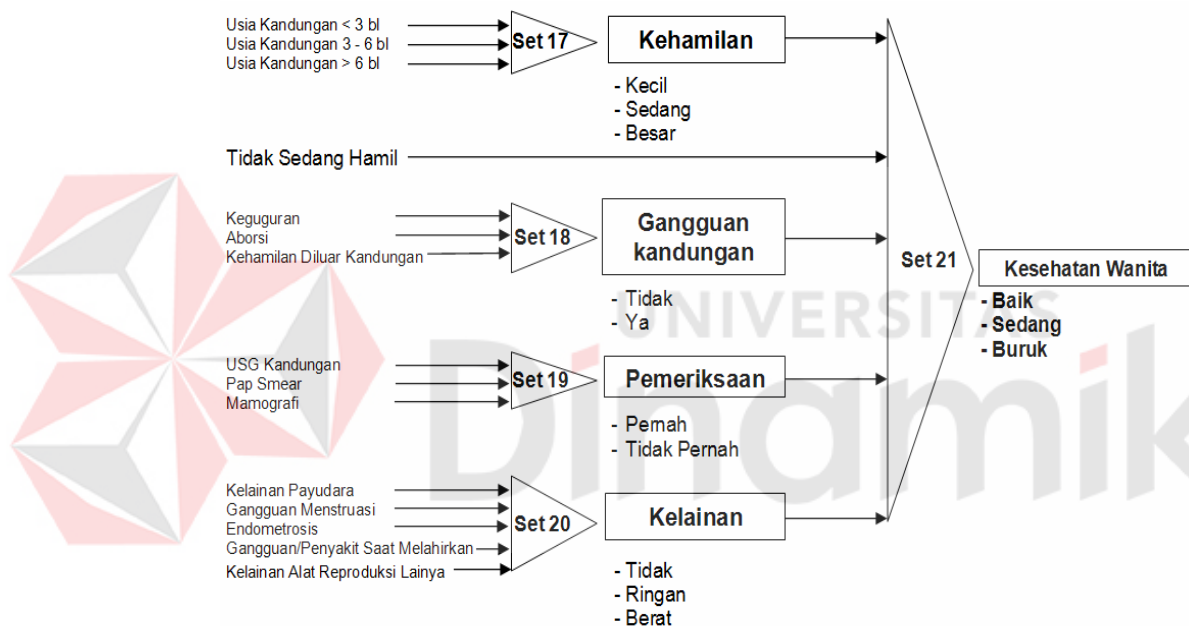 Usia Kandungan < 3 bl
Usia Kandungan 3 - 6 bl
Usia Kandungan > 6 bl
Set 17
Kehamilan
- Kecil
- Sedang
- Besar
Tidak Sedang Hamil
Keguguran
Aborsi
Kehamilan Diluar Kandungan
Set 18
Gangguan
kandungan
- Tidak
- Ya
USG Kandungan
Pap Smear
Mamografi
Set 19
Pemeriksaan
- Pernah
- Tidak Pernah
Kelainan Payudara
Gangguan Menstruasi
Endometrosis
Gangguan/Penyakit Saat Melahirkan
Kelainan Alat Reproduksi Lainya
Set 20
Kelainan
- Tidak
- Ringan
- Berat
Set 21
Kesehatan Wanita
- Baik
- Sedang
- Buruk
UNIVERSITAS
Dinamik